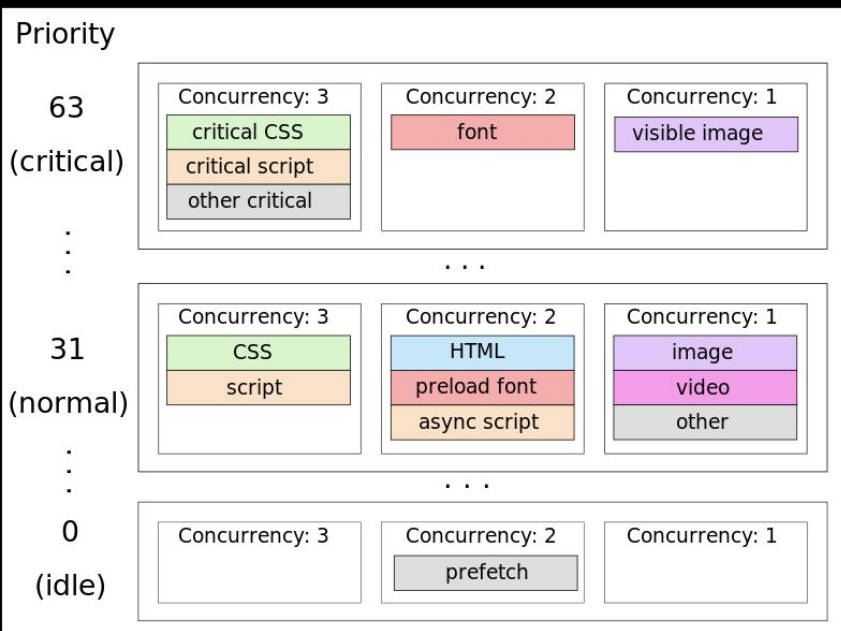 Priority
63
(critical)
Concurrency: 3
critical CSS
critical script
other critical
Concurrency: 2
font
Concurrency: 1
visible image
. . .
. . .
31
(normal)
Concurrency: 3
CSS
script
Concurrency: 2
HTML
preload font
async script
Concurrency: 1
image
video
other
. . .
. . .
0
(idle)
Concurrency: 3
Concurrency: 2
prefetch
Concurrency: 1